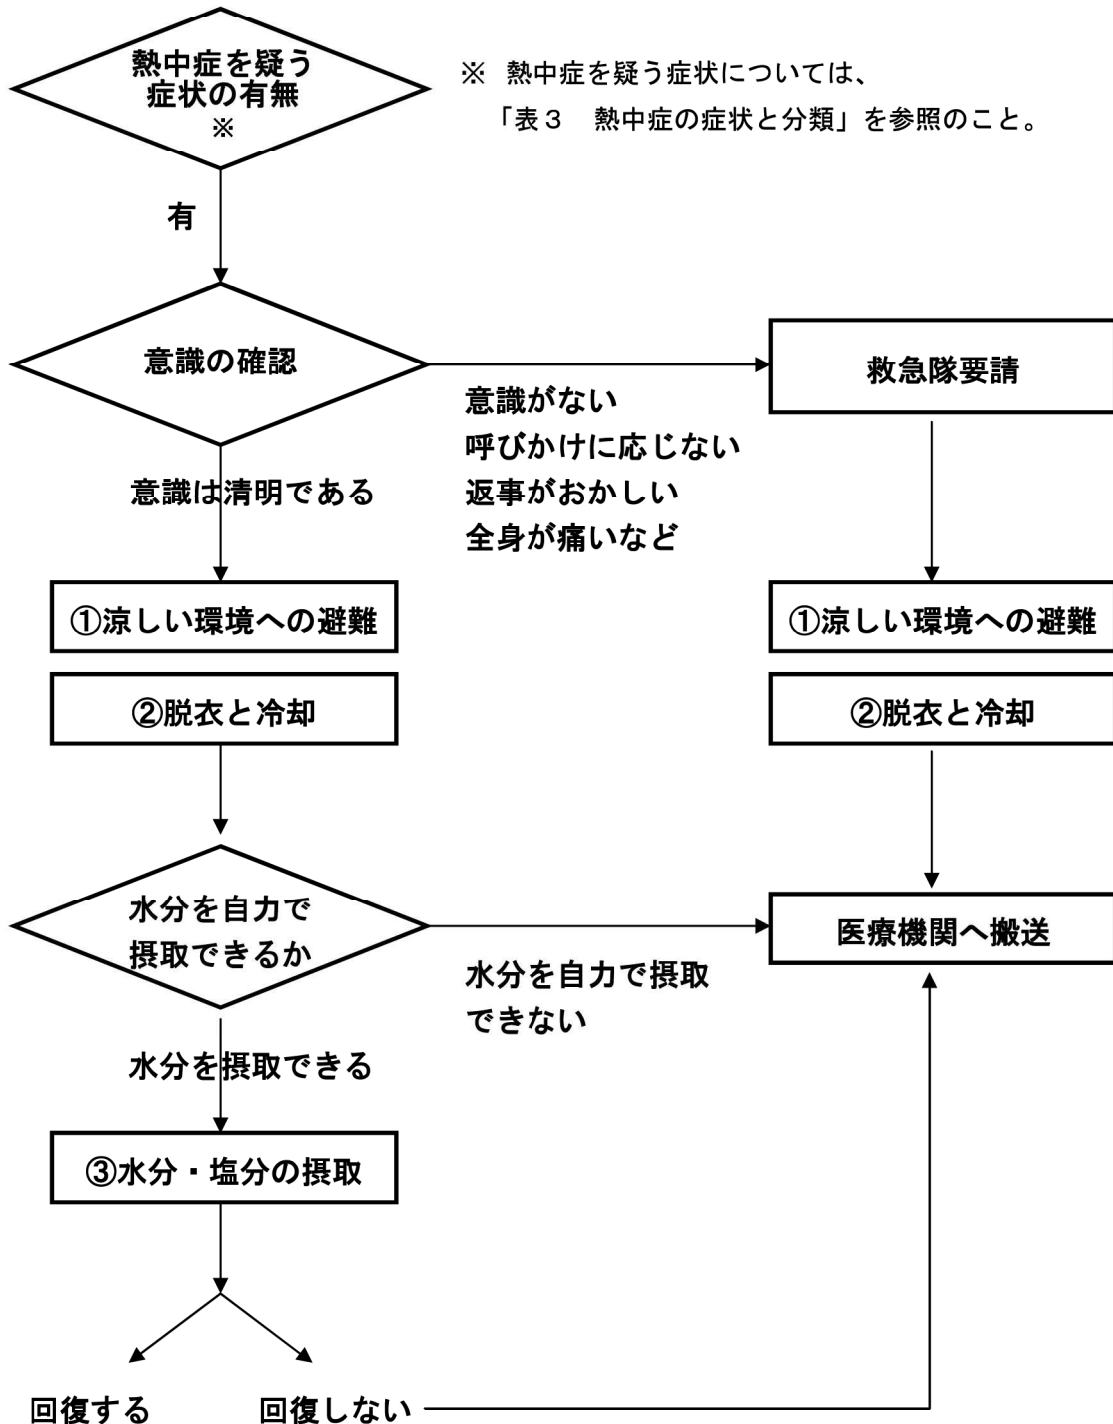 熱中症を疑う
症状の有無
※
※ 熱中症を疑う症状については、
「表３　熱中症の症状と分類」を参照のこと。
有
意識の確認
救急隊要請
意識がない
呼びかけに応じない
返事がおかしい
全身が痛いなど
意識は清明である
①涼しい環境への避難
①涼しい環境への避難
②脱衣と冷却
②脱衣と冷却
水分を自力で
摂取できるか
医療機関へ搬送
水分を自力で摂取
できない
水分を摂取できる
③水分・塩分の摂取
回復する
回復しない